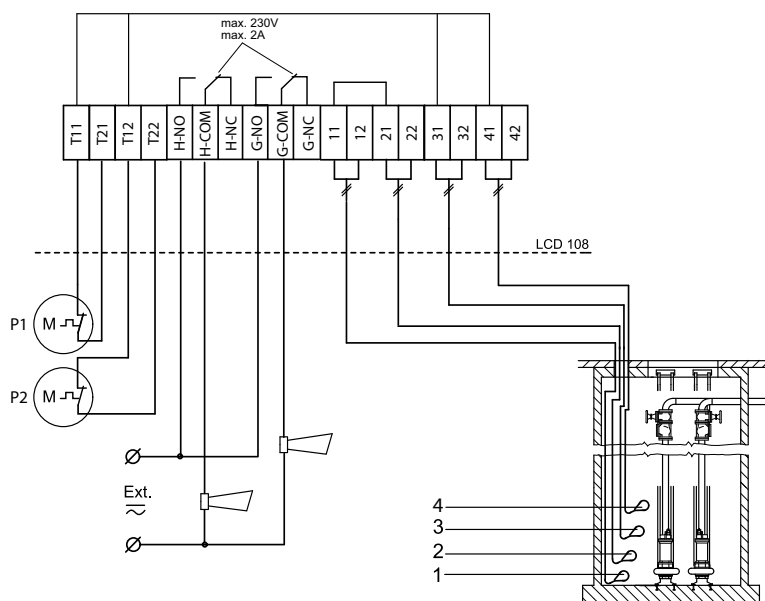 max. 230V
max. 2A
T11 T21 T12 T22 H-NO H-COM H-NC G-NO G-COM G-NC 11 12 21 22 31 32 41 42
LCD 108
P1 M
P2 M
Ext.
4
3
2
1